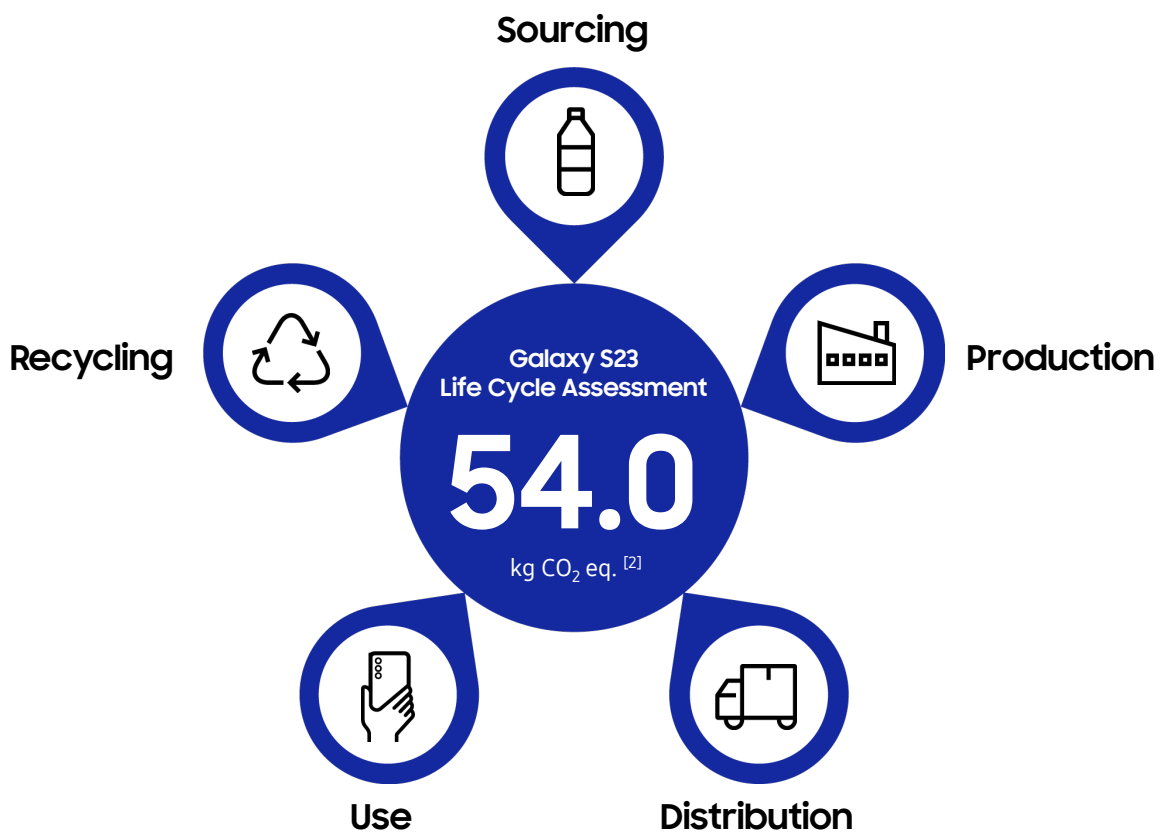 Sourcing
Recycling
Production
Galaxy S23
Life Cycle Assessment
54.0
kg CO₂ eq. [2]
Use
Distribution